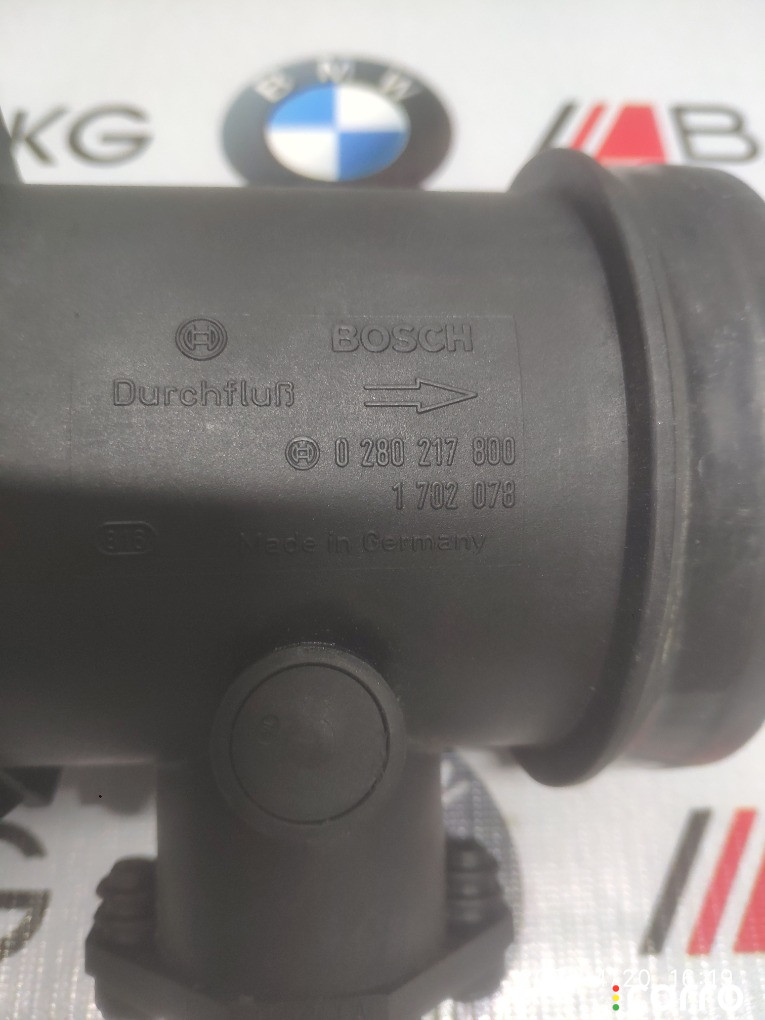 KG
BMW
B
BOSCH
Durchfluß
0 280 217 800
1 702 078
Made in Germany